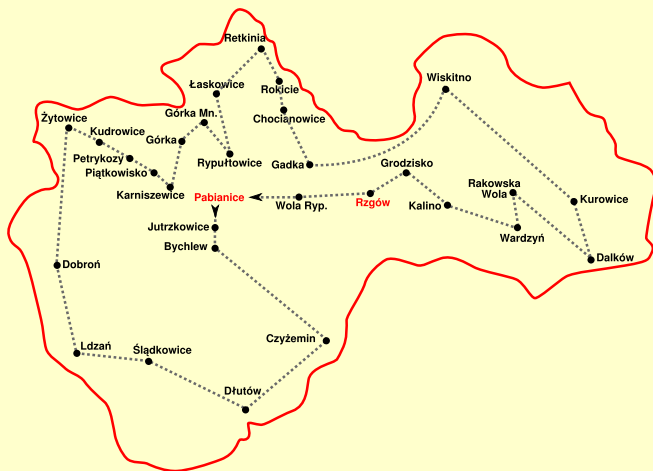 Retkinia
Wiskitno
Łaskowice
Rokicie
Górka Mn.
Chocianowice
Żytowice
Kudrowice
Górka
Petrykozy
Rypułtowice
Gadka
Grodzisko
Piątkowisko
Karniszewice
Pabianice
Wola Ryp.
Rzgów
Kalino
Rakowska
Wola
Kurowice
Jutrzkowice
Wardzyń
Bychlew
Dalków
Dobroń
Czyżemin
Ldzań
Ślądkowice
Dłutów